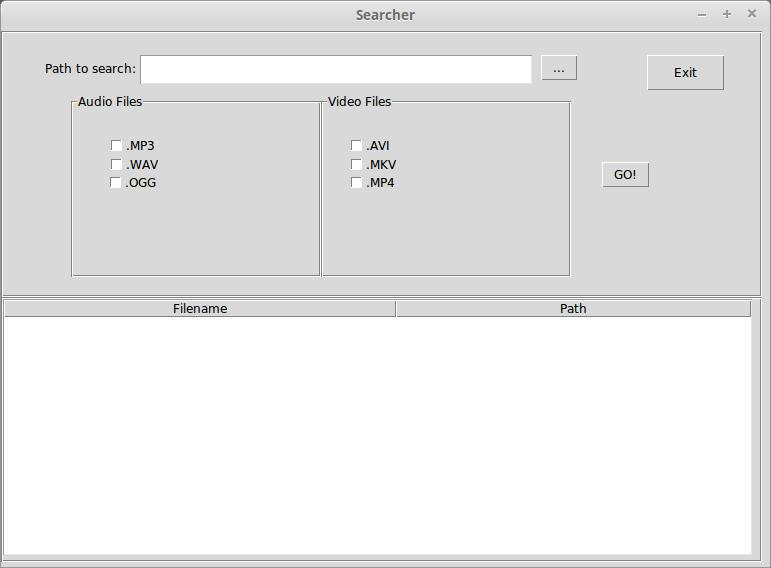 Searcher
Path to search: ... Exit
Audio Files Video Files
.MP3 .AVI
.WAV .MKV
.OGG .MP4
GO!
Filename Path